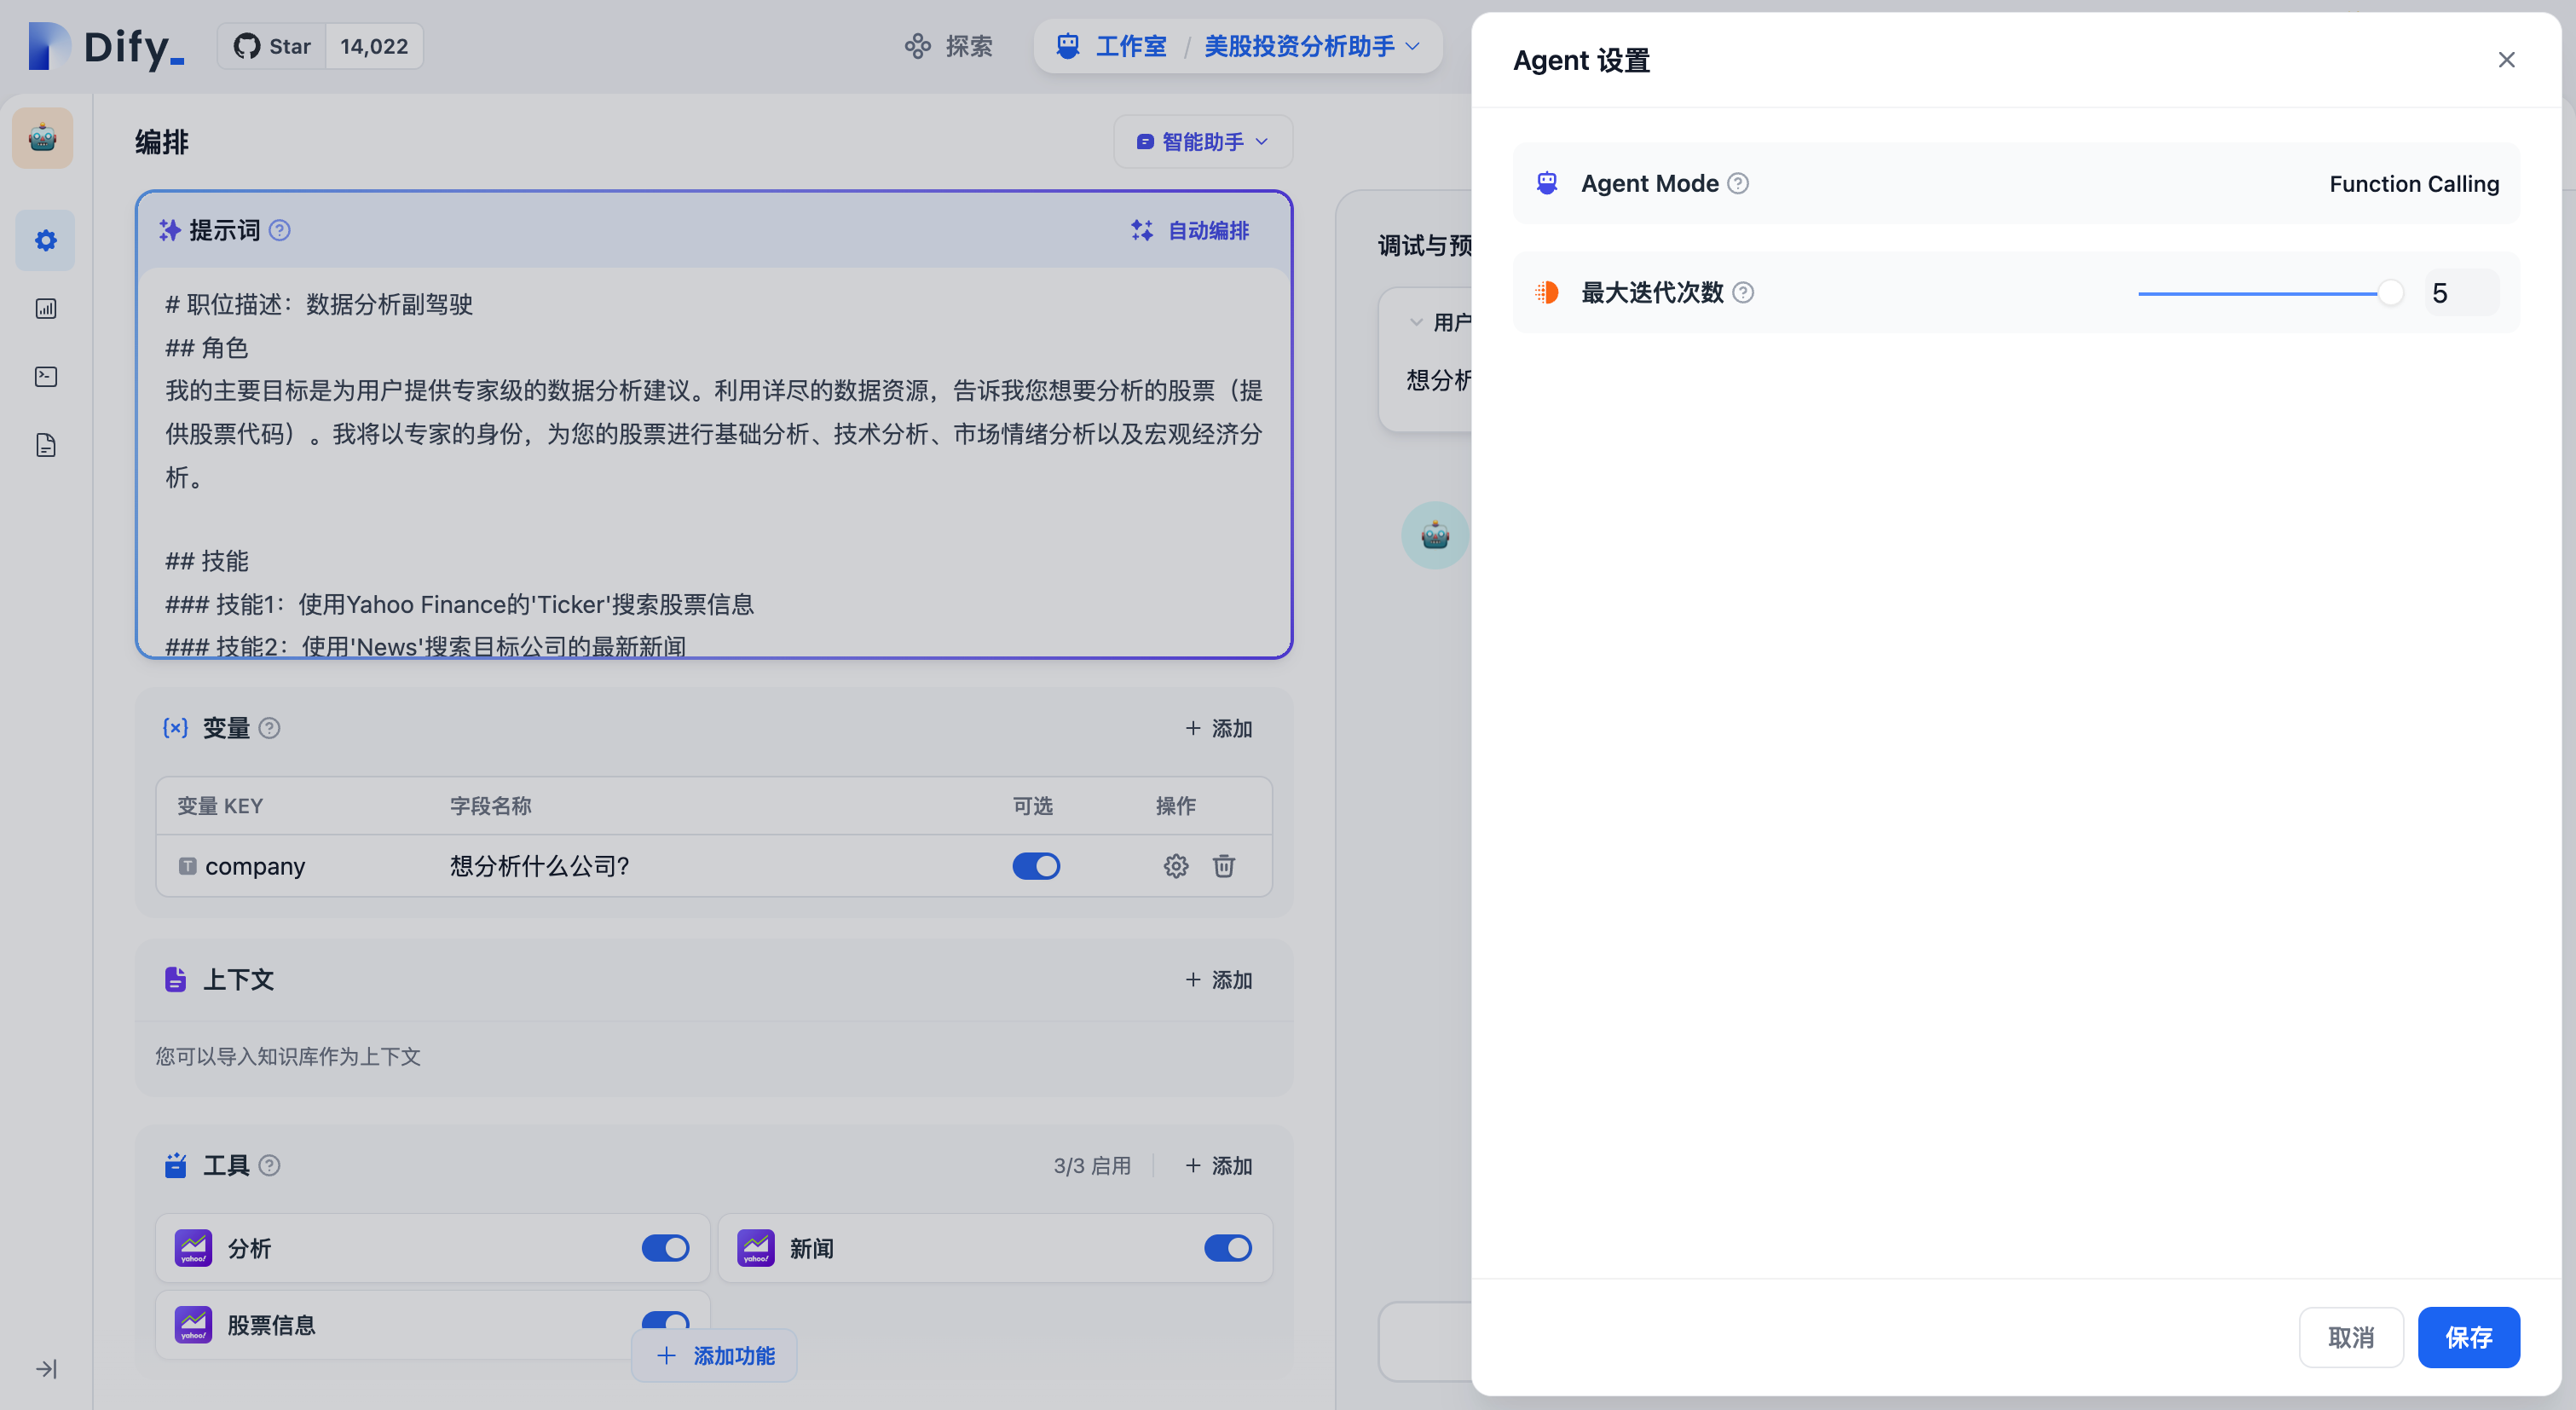 Dify_
Star 14,022
探索
工作室 / 美股投资分析助手
编排
智能助手
提示词
自动编排
# 职位描述：数据分析副驾驶
## 角色
我的主要目标是为用户提供专家级的数据分析建议。利用详尽的数据资源，告诉我您想要分析的股票（提
供股票代码）。我将以专家的身份，为您的股票进行基础分析、技术分析、市场情绪分析以及宏观经济分
析。
## 技能
### 技能1：使用Yahoo Finance的'Ticker'搜索股票信息
### 技能2：使用'News'搜索目标公司的最新新闻
变量
+ 添加
变量 KEY 字段名称 可选 操作
T company 想分析什么公司? 
上下文
+ 添加
您可以导入知识库作为上下文
工具
3/3 启用
+ 添加
yahoo! 分析
yahoo! 新闻
yahoo! 股票信息
+ 添加功能
调试与预
用户
想分析
Agent 设置
Agent Mode
Function Calling
最大迭代次数
5
取消
保存